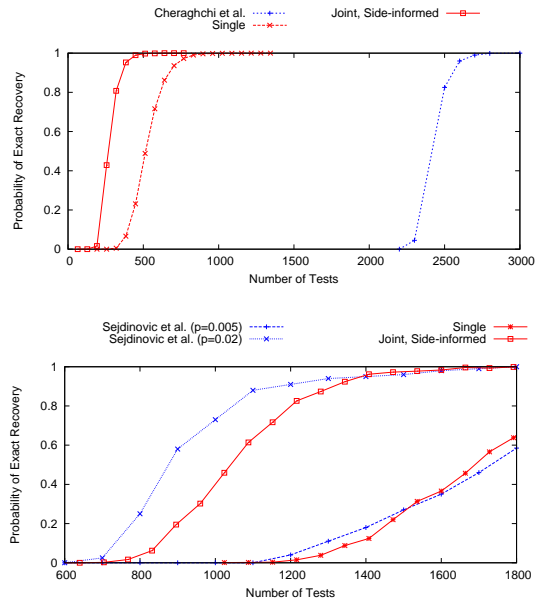 Cheraghchi et al.
Single
Joint, Side-informed
Probability of Exact Recovery
1
0.8
0.6
0.4
0.2
0
0 500 1000 1500 2000 2500 3000
Number of Tests
Sejdinovic et al. (p=0.005)
Sejdinovic et al. (p=0.02)
Single
Joint, Side-informed
Probability of Exact Recovery
1
0.8
0.6
0.4
0.2
0
600 800 1000 1200 1400 1600 1800
Number of Tests